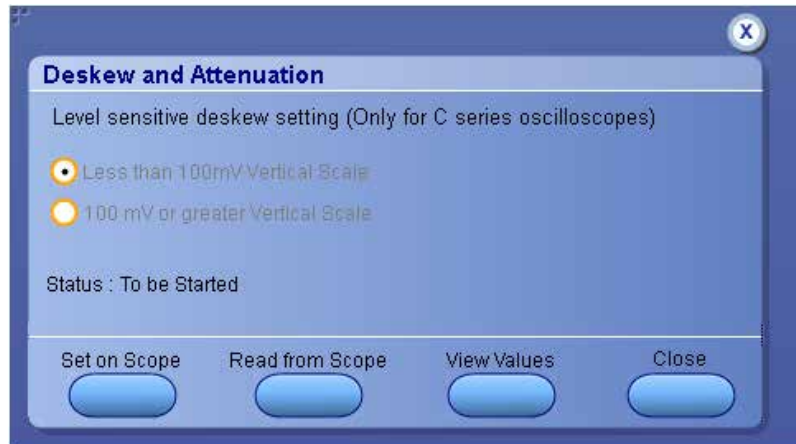 X
Deskew and Attenuation
Level sensitive deskew setting (Only for C series oscilloscopes)
Less than 100mV Vertical Scale
100 mV or greater Vertical Scale
Status : To be Started
Set on Scope Read from Scope View Values Close